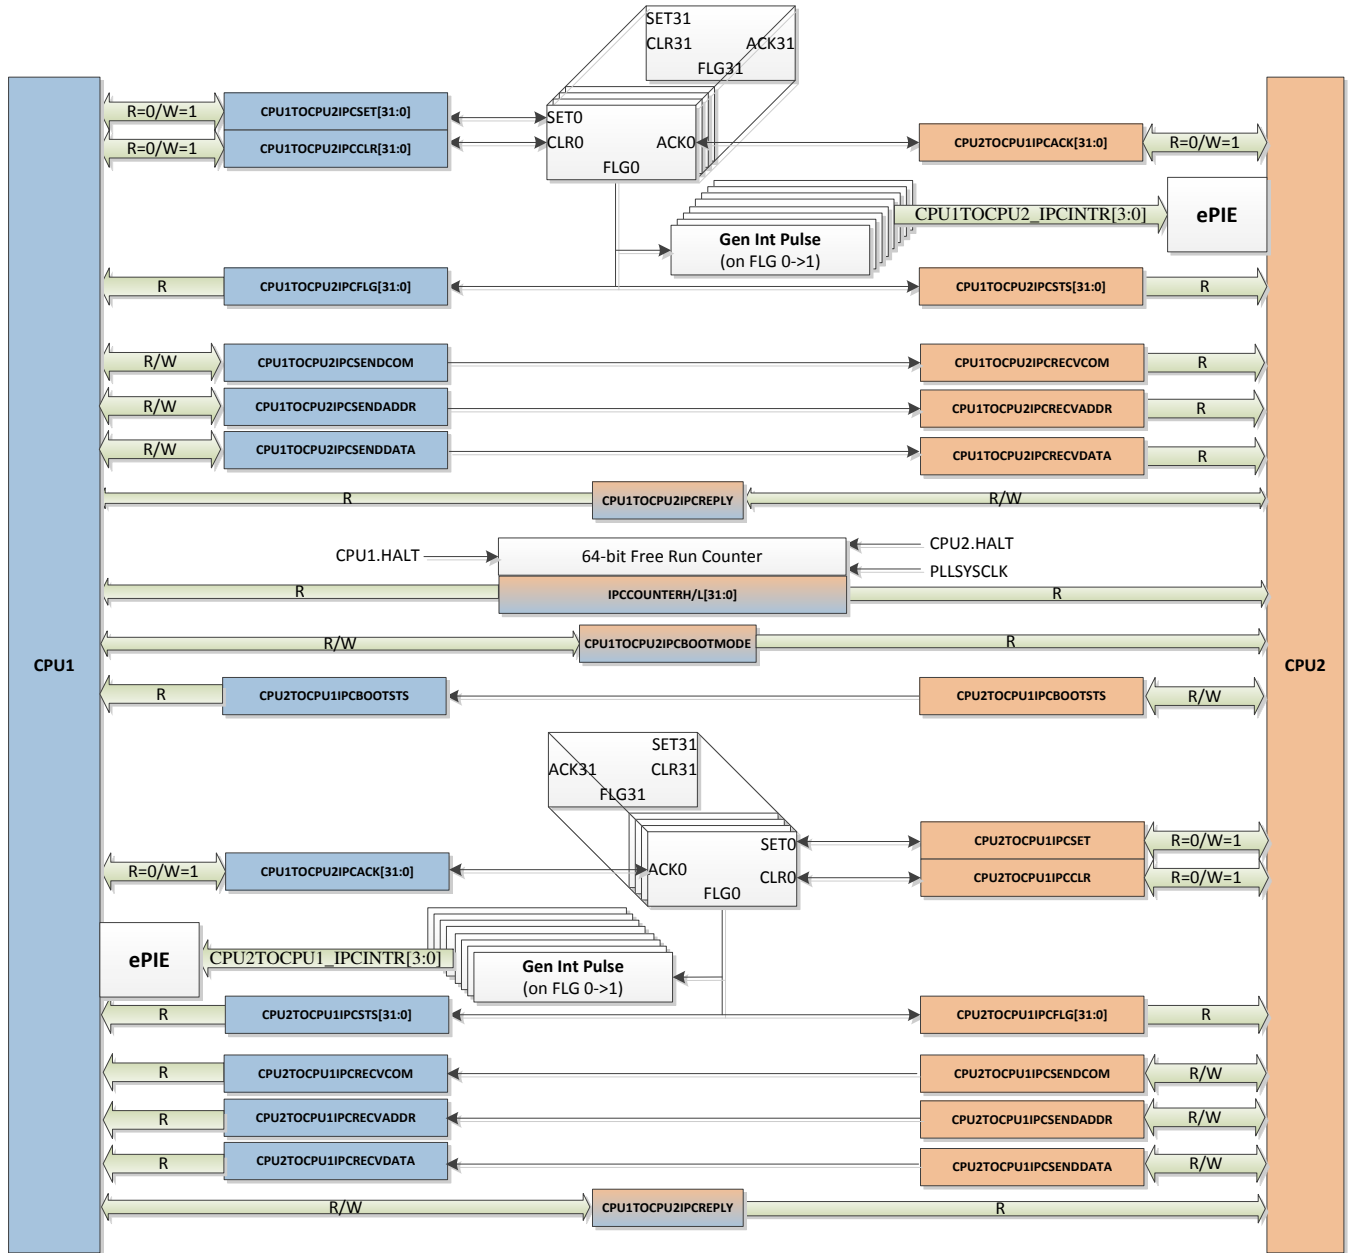 SET31
CLR31 ACK31
FLG31
R=0/W=1 CPU1TOCPU2IPCSET[31:0] SET0
R=0/W=1 CPU1TOCPU2IPCCLR[31:0] CLR0 ACK0 CPU2TOCPU1IPCACK[31:0] R=0/W=1
FLG0
CPU1TOCPU2_IPCINTR[3:0] ePIE
Gen Int Pulse
(on FLG 0->1)
R CPU1TOCPU2IPCFLG[31:0] CPU1TOCPU2IPCSTS[31:0] R
R/W CPU1TOCPU2IPCSENDCOM CPU1TOCPU2IPCRECVCOM R
R/W CPU1TOCPU2IPCSENDADDR CPU1TOCPU2IPCRECVADDR R
R/W CPU1TOCPU2IPCSENDDATA CPU1TOCPU2IPCRECVDATA R
R CPU1TOCPU2IPCREPLY R/W
CPU1.HALT 64-bit Free Run Counter CPU2.HALT
PLLSYSCLK
R IPCCOUNTERH/L[31:0] R
R/W CPU1TOCPU2IPCBOOTMODE R
CPU1 CPU2
R CPU2TOCPU1IPCBOOTSTS CPU2TOCPU1IPCBOOTSTS R/W
SET31
ACK31 CLR31
FLG31
SET0 CPU2TOCPU1IPCSET R=0/W=1
R=0/W=1 CPU1TOCPU2IPCACK[31:0] ACK0 CLR0 CPU2TOCPU1IPCCLR R=0/W=1
FLG0
ePIE CPU2TOCPU1_IPCINTR[3:0]
Gen Int Pulse
(on FLG 0->1)
R CPU2TOCPU1IPCSTS[31:0] CPU2TOCPU1IPCFLG[31:0] R
R CPU2TOCPU1IPCRECVCOM CPU2TOCPU1IPCSENDCOM R/W
R CPU2TOCPU1IPCRECVADDR CPU2TOCPU1IPCSENDADDR R/W
R CPU2TOCPU1IPCRECVDATA CPU2TOCPU1IPCSENDDATA R/W
R/W CPU1TOCPU2IPCREPLY R